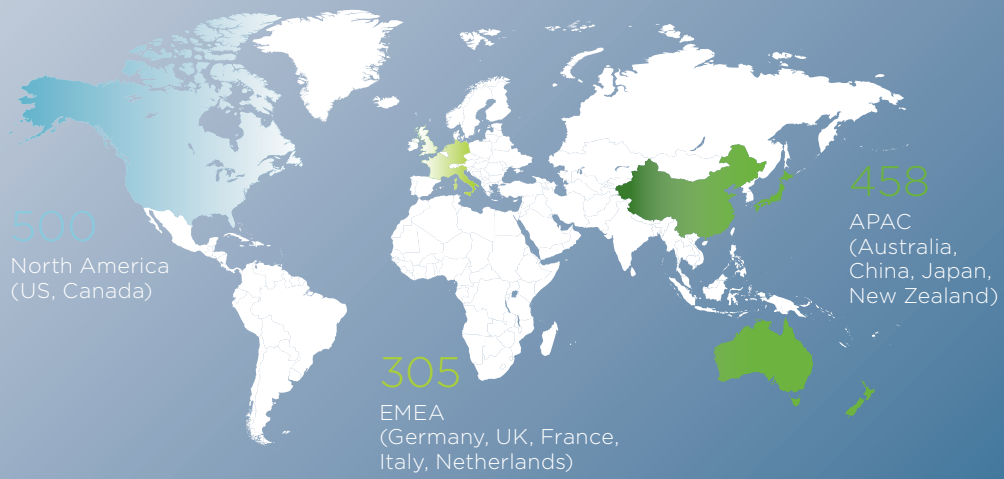 500
North America
(US, Canada)
305
EMEA
(Germany, UK, France,
Italy, Netherlands)
458
APAC
(Australia,
China, Japan,
New Zealand)